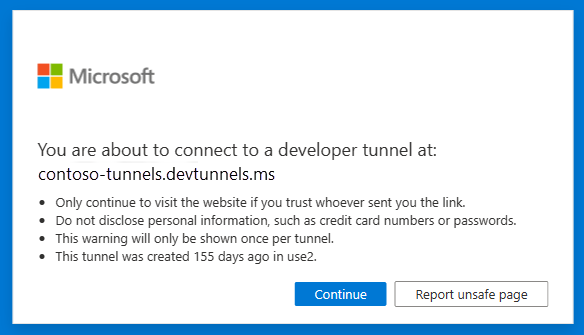 Microsoft
You are about to connect to a developer tunnel at:
contoso-tunnels.devtunnels.ms
• Only continue to visit the website if you trust whoever sent you the link.
• Do not disclose personal information, such as credit card numbers or passwords.
• This warning will only be shown once per tunnel.
• This tunnel was created 155 days ago in use2.
Continue Report unsafe page